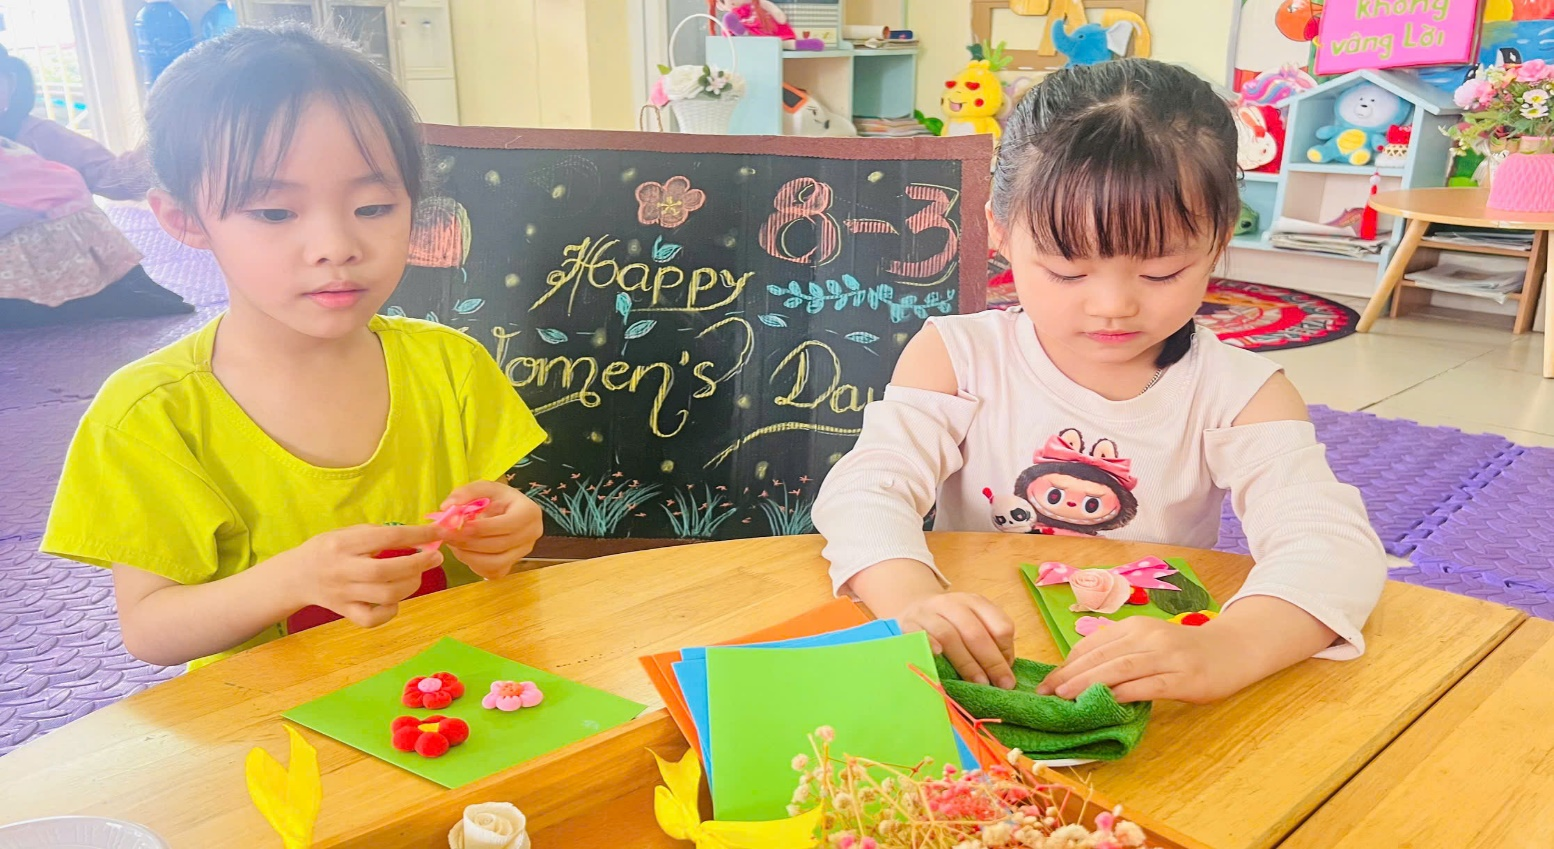 8-3
Happy
Women's Day
không
vâng Lời